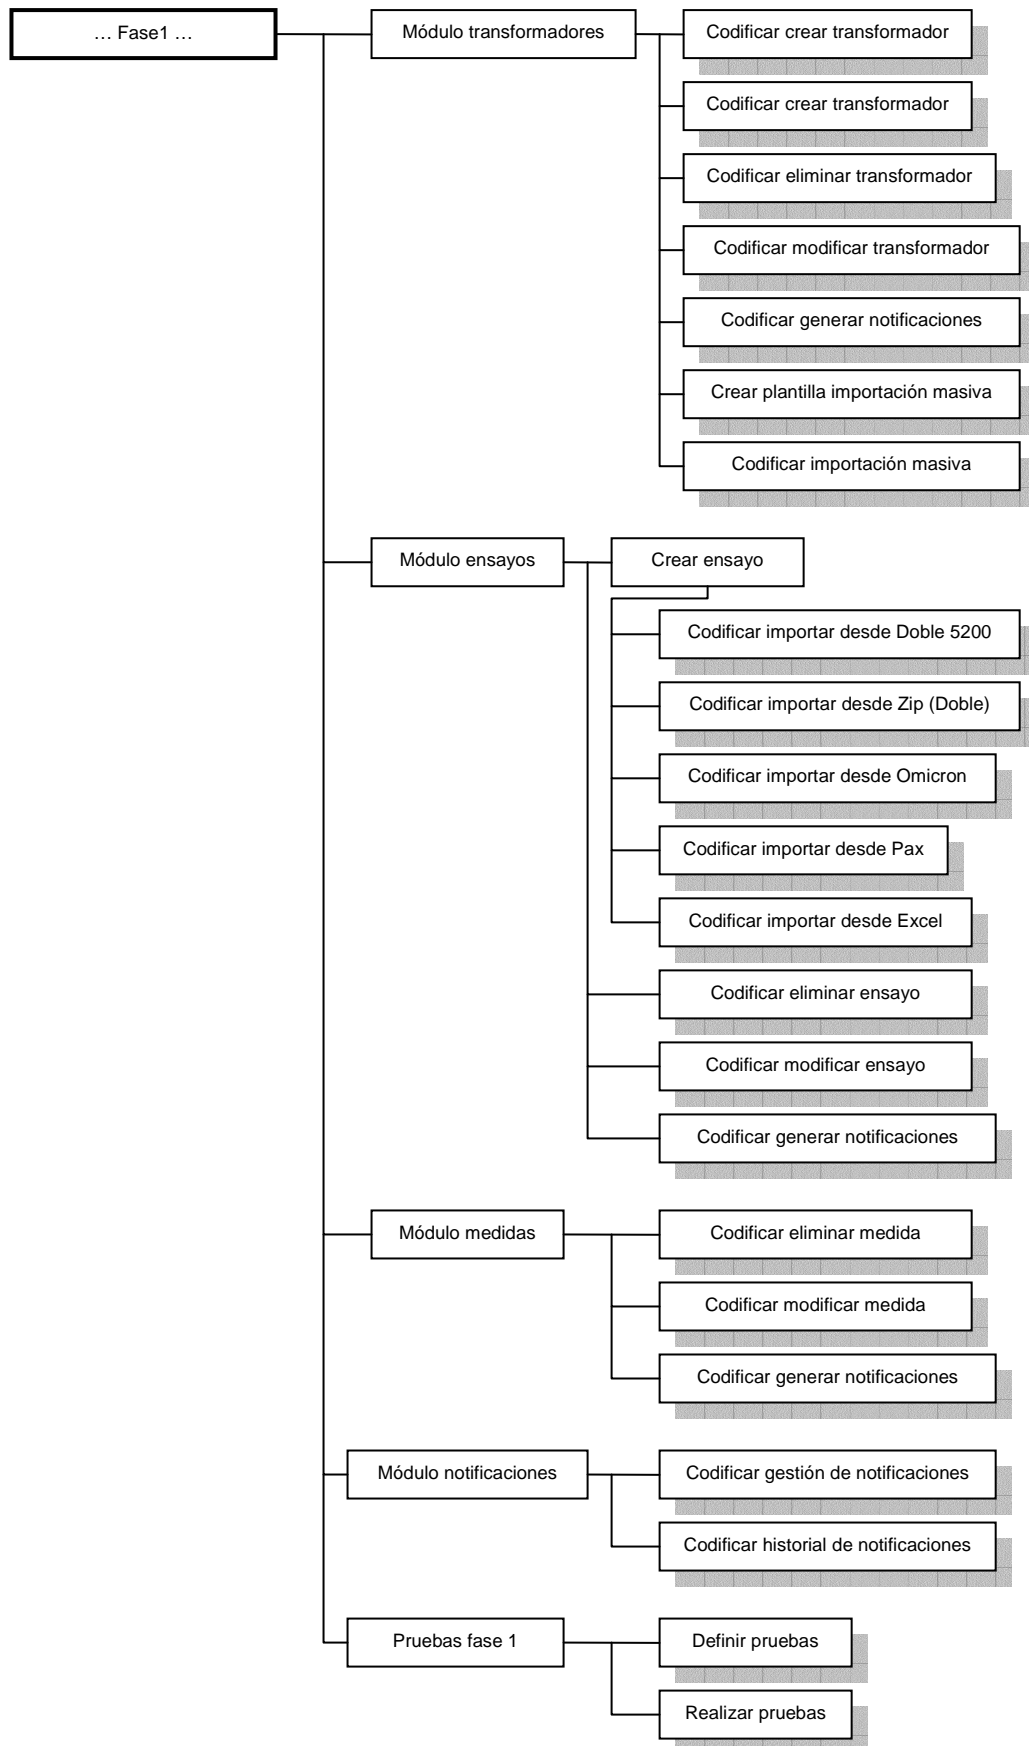 … Fase1 …
Módulo transformadores
Codificar crear transformador
Codificar crear transformador
Codificar eliminar transformador
Codificar modificar transformador
Codificar generar notificaciones
Crear plantilla importación masiva
Codificar importación masiva
Módulo ensayos
Crear ensayo
Codificar importar desde Doble 5200
Codificar importar desde Zip (Doble)
Codificar importar desde Omicron
Codificar importar desde Pax
Codificar importar desde Excel
Codificar eliminar ensayo
Codificar modificar ensayo
Codificar generar notificaciones
Módulo medidas
Codificar eliminar medida
Codificar modificar medida
Codificar generar notificaciones
Módulo notificaciones
Codificar gestión de notificaciones
Codificar historial de notificaciones
Pruebas fase 1
Definir pruebas
Realizar pruebas